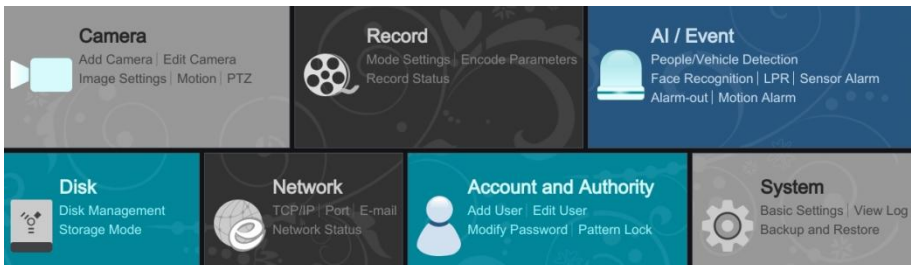 Camera
Add Camera | Edit Camera
Image Settings | Motion | PTZ
Record
Mode Settings | Encode Parameters
Record Status
AI / Event
People/Vehicle Detection
Face Recognition | LPR | Sensor Alarm
Alarm-out | Motion Alarm
Disk
Disk Management
Storage Mode
Network
TCP/IP | Port | E-mail
Network Status
Account and Authority
Add User | Edit User
Modify Password | Pattern Lock
System
Basic Settings | View Log
Backup and Restore